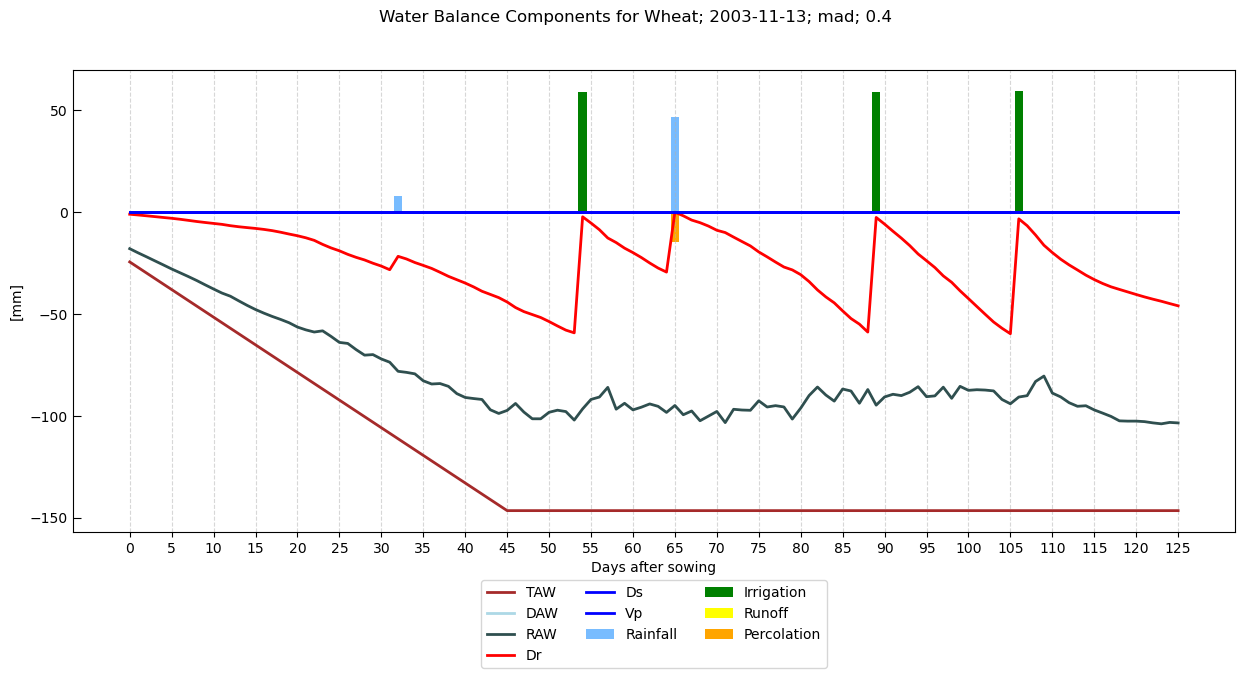 Water Balance Components for Wheat; 2003-11-13; mad; 0.4
50
0
−50
−100
−150
[mm]
0 5 10 15 20 25 30 35 40 45 50 55 60 65 70 75 80 85 90 95 100 105 110 115 120 125
Days after sowing
TAW
DAW
RAW
Dr
Ds
Vp
Rainfall
Irrigation
Runoff
Percolation